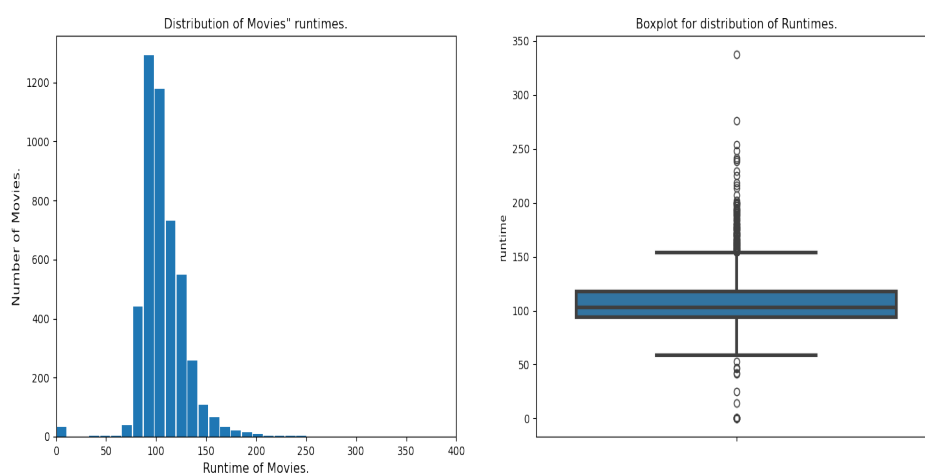 Distribution of Movies" runtimes.
Number of Movies.
1200
1000
800
600
400
200
0
0 50 100 150 200 250 300 350 400
Runtime of Movies.
Boxplot for distribution of Runtimes.
runtime
350
300
250
200
150
100
50
0